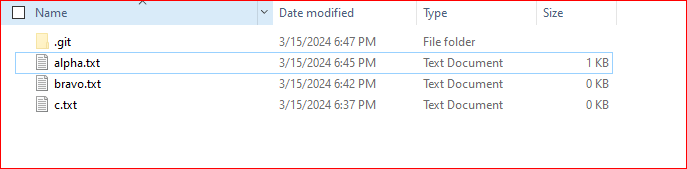 Name Date modified Type Size
.git 3/15/2024 6:47 PM File folder
alpha.txt 3/15/2024 6:45 PM Text Document 1 KB
bravo.txt 3/15/2024 6:42 PM Text Document 0 KB
c.txt 3/15/2024 6:37 PM Text Document 0 KB